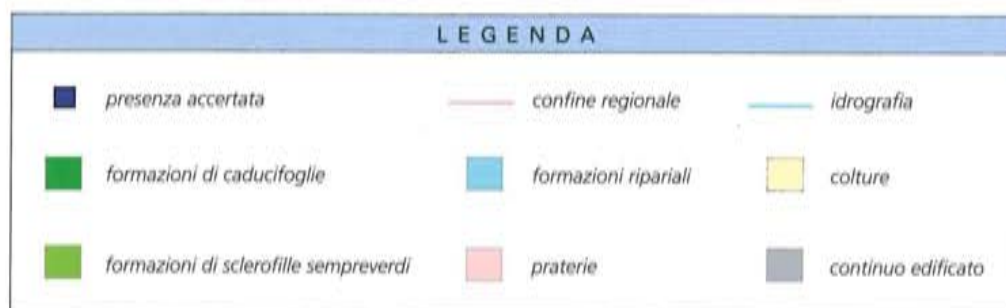 LEGENDA
presenza accertata
confine regionale
idrografia
formazioni di caducifoglie
formazioni ripariali
colture
formazioni di sclerofille sempreverdi
praterie
continuo edificato